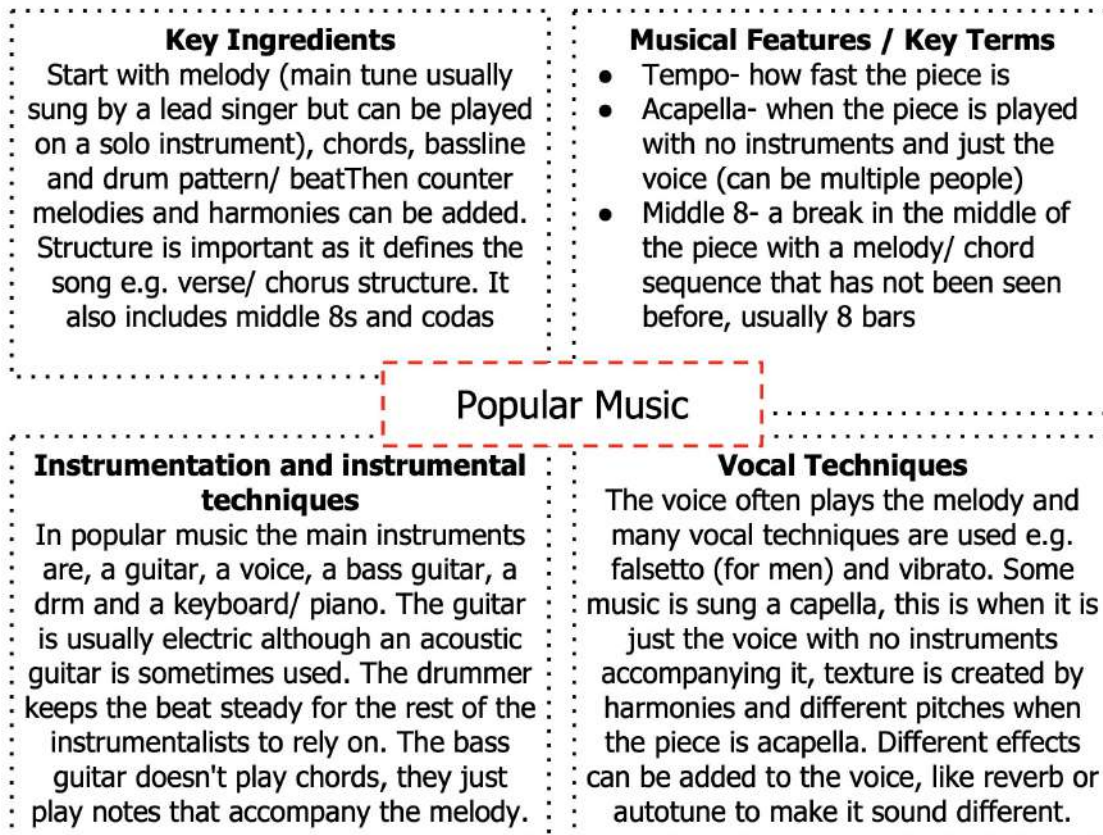 Key Ingredients
Start with melody (main tune usually
sung by a lead singer but can be played
on a solo instrument), chords, bassline
and drum pattern/ beatThen counter
melodies and harmonies can be added.
Structure is important as it defines the
song e.g. verse/ chorus structure. It
also includes middle 8s and codas
Musical Features / Key Terms
● Tempo- how fast the piece is
● Acapella- when the piece is played
with no instruments and just the
voice (can be multiple people)
● Middle 8- a break in the middle of
the piece with a melody/ chord
sequence that has not been seen
before, usually 8 bars
Popular Music
Instrumentation and instrumental
techniques
In popular music the main instruments
are, a guitar, a voice, a bass guitar, a
drm and a keyboard/ piano. The guitar
is usually electric although an acoustic
guitar is sometimes used. The drummer
keeps the beat steady for the rest of the
instrumentalists to rely on. The bass
guitar doesn't play chords, they just
play notes that accompany the melody.
Vocal Techniques
The voice often plays the melody and
many vocal techniques are used e.g.
falsetto (for men) and vibrato. Some
music is sung a capella, this is when it is
just the voice with no instruments
accompanying it, texture is created by
harmonies and different pitches when
the piece is acapella. Different effects
can be added to the voice, like reverb or
autotune to make it sound different.